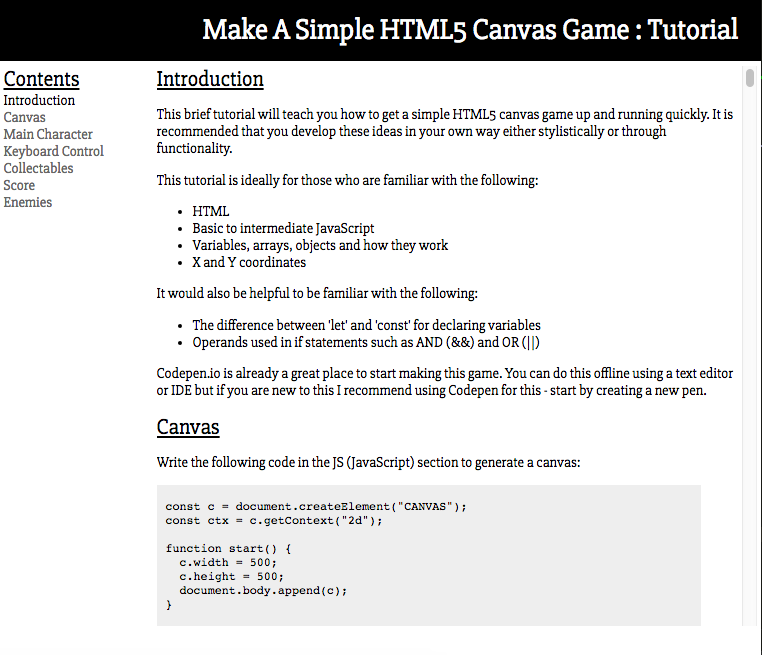 Make A Simple HTML5 Canvas Game : Tutorial
Contents
Introduction
Canvas
Main Character
Keyboard Control
Collectables
Score
Enemies
Introduction
This brief tutorial will teach you how to get a simple HTML5 canvas game up and running quickly. It is
recommended that you develop these ideas in your own way either stylistically or through
functionality.
This tutorial is ideally for those who are familiar with the following:
• HTML
• Basic to intermediate JavaScript
• Variables, arrays, objects and how they work
• X and Y coordinates
It would also be helpful to be familiar with the following:
• The difference between 'let' and 'const' for declaring variables
• Operands used in if statements such as AND (&&) and OR (||)
Codepen.io is already a great place to start making this game. You can do this offline using a text editor
or IDE but if you are new to this I recommend using Codepen for this - start by creating a new pen.
Canvas
Write the following code in the JS (JavaScript) section to generate a canvas:
const c = document.createElement("CANVAS");
const ctx = c.getContext("2d");
function start() {
  c.width = 500;
  c.height = 500;
  document.body.append(c);
}